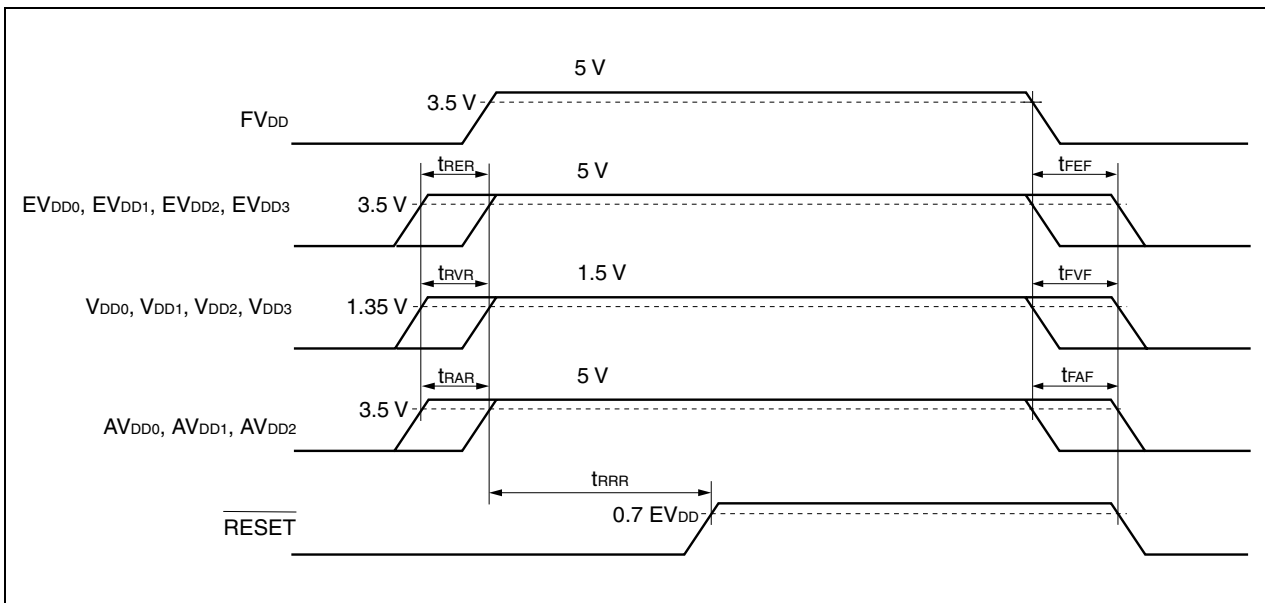 5 V
3.5 V
FVDD
tRER
5 V
tFEF
EVDD0, EVDD1, EVDD2, EVDD3
3.5 V
tRVR
1.5 V
tFVF
VDD0, VDD1, VDD2, VDD3
1.35 V
tRAR
5 V
tFAF
3.5 V
AVDD0, AVDD1, AVDD2
tRRR
0.7 EVDD
RESET